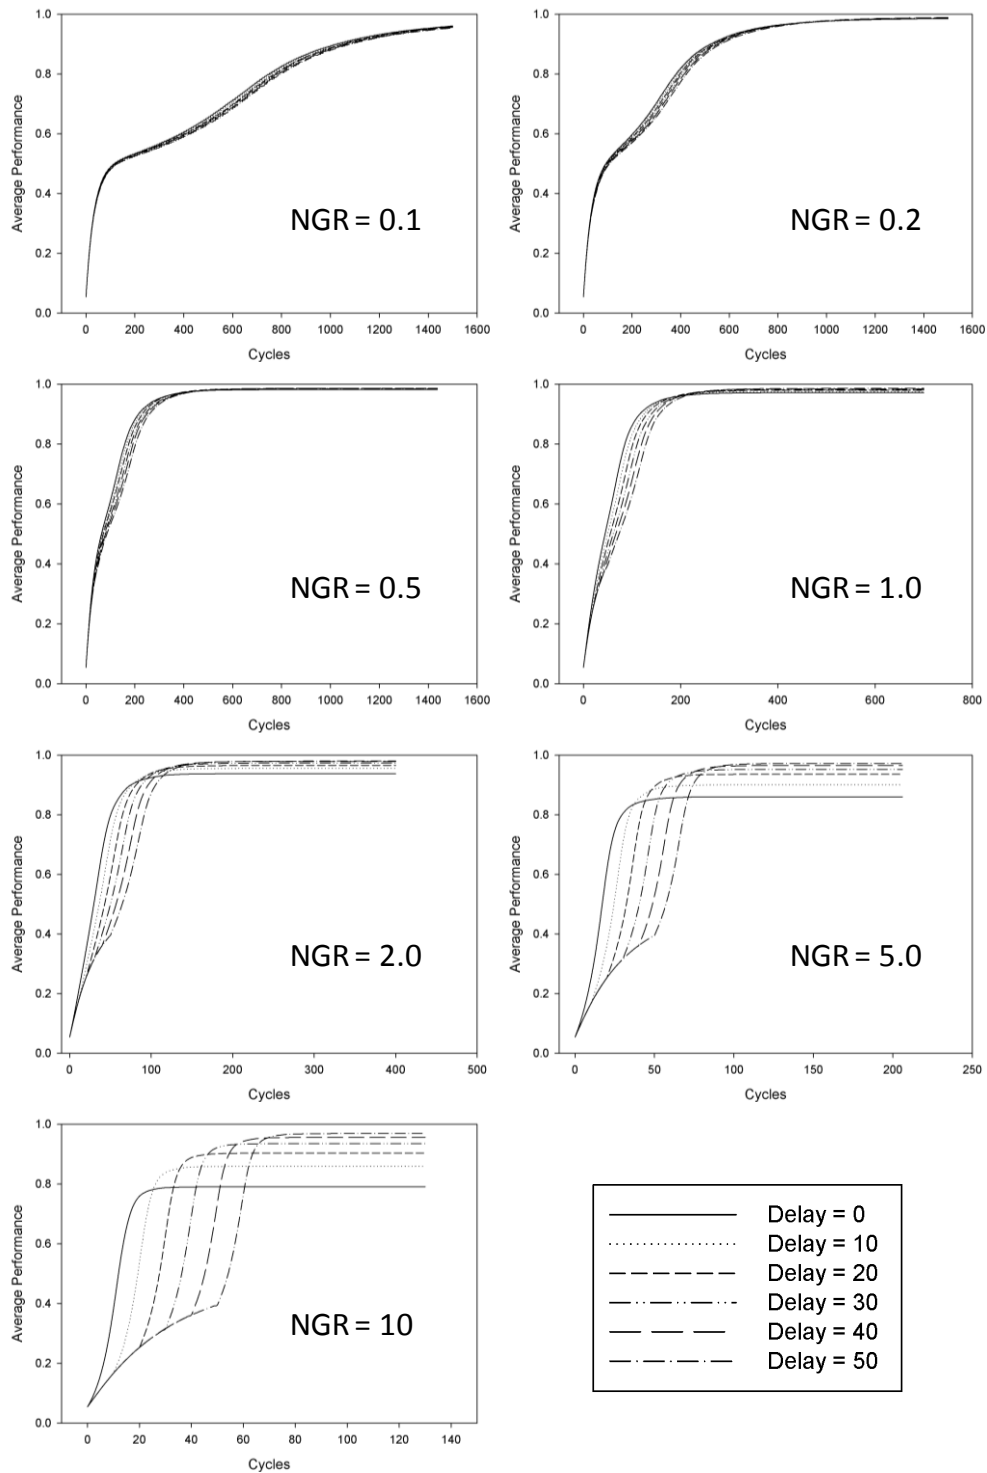 1.0
0.8
0.6
0.4
0.2
0.0
Average Performance
NGR = 0.1
0 200 400 600 800 1000 1200 1400 1600
Cycles
1.0
0.8
0.6
0.4
0.2
0.0
Average Performance
NGR = 0.2
0 200 400 600 800 1000 1200 1400 1600
Cycles
1.0
0.8
0.6
0.4
0.2
0.0
Average Performance
NGR = 0.5
0 200 400 600 800 1000 1200 1400 1600
Cycles
1.0
0.8
0.6
0.4
0.2
0.0
Average Performance
NGR = 1.0
0 200 400 600 800
Cycles
1.0
0.8
0.6
0.4
0.2
0.0
Average Performance
NGR = 2.0
0 100 200 300 400 500
Cycles
1.0
0.8
0.6
0.4
0.2
0.0
Average Performance
NGR = 5.0
0 50 100 150 200 250
Cycles
1.0
0.8
0.6
0.4
0.2
0.0
Average Performance
NGR = 10
0 20 40 60 80 100 120 140
Cycles
Delay = 0
Delay = 10
Delay = 20
Delay = 30
Delay = 40
Delay = 50